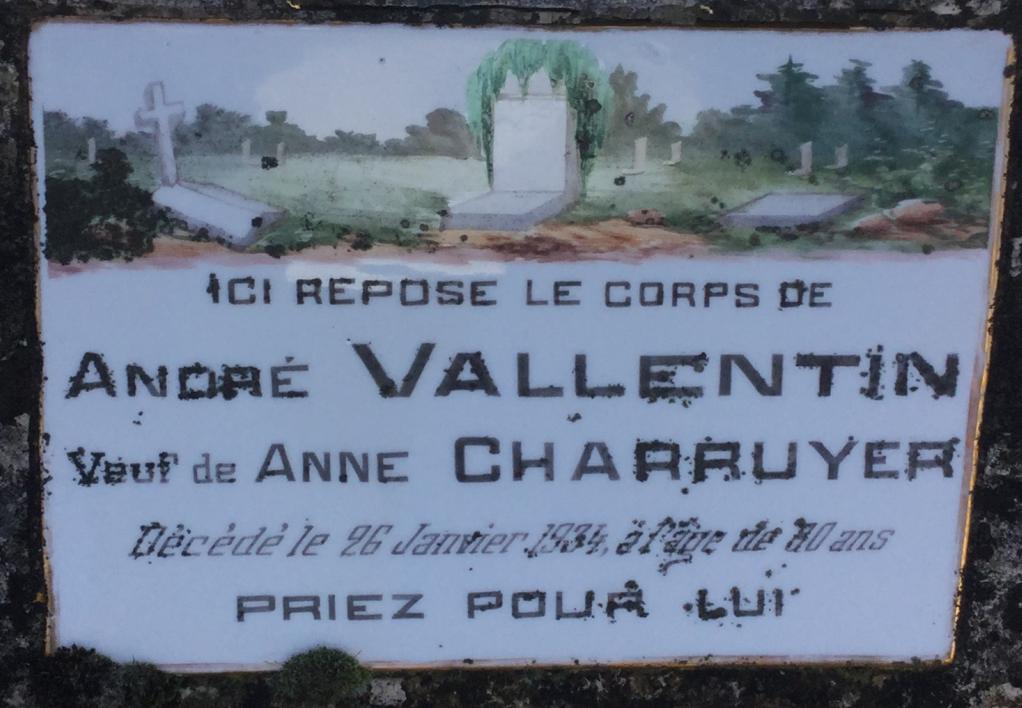 ICI REPOSE LE CORPS DE
ANDRÉ VALLENTIN
Veuf de ANNE CHARRUYER
Décédé le 26 Janvier 1934, à l'âge de 80 ans
PRIEZ POUR LUI